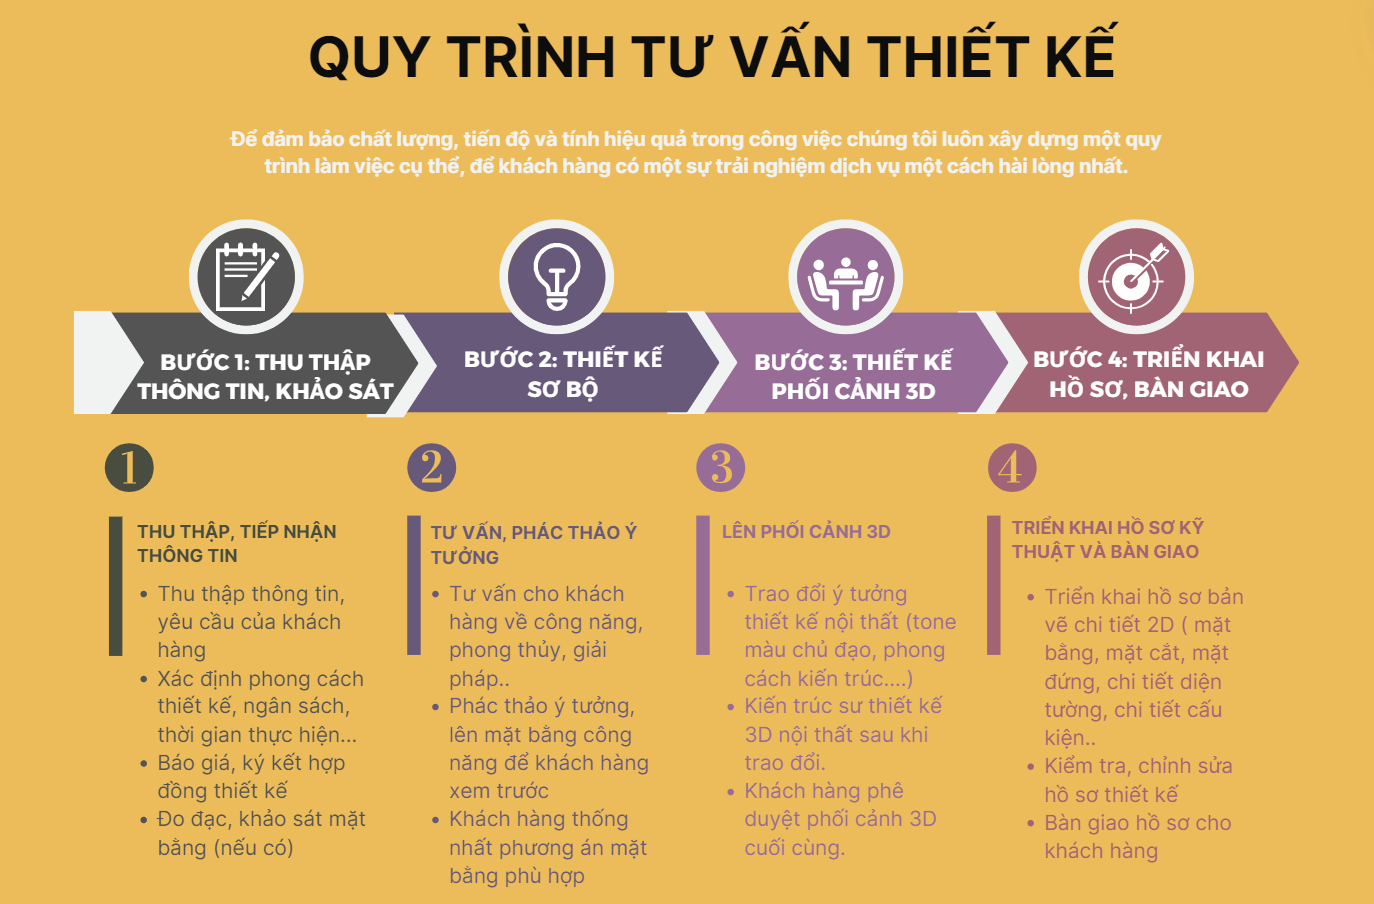 QUY TRÌNH TƯ VẤN THIẾT KẾ
Để đảm bảo chất lượng, tiến độ và tính hiệu quả trong công việc chúng tôi luôn xây dựng một quy
trình làm việc cụ thể, để khách hàng có một sự trải nghiệm dịch vụ một cách hài lòng nhất.
BƯỚC 1: THU THẬP
THÔNG TIN, KHẢO SÁT
BƯỚC 2: THIẾT KẾ
SƠ BỘ
BƯỚC 3: THIẾT KẾ
PHỐI CẢNH 3D
BƯỚC 4: TRIỂN KHAI
HỒ SƠ, BÀN GIAO
1
THU THẬP, TIẾP NHẬN
THÔNG TIN
• Thu thập thông tin,
yêu cầu của khách
hàng
• Xác định phong cách
thiết kế, ngân sách,
thời gian thực hiện...
• Báo giá, ký kết hợp
đồng thiết kế
• Đo đạc, khảo sát mặt
bằng (nếu có)
2
TƯ VẤN, PHÁC THẢO Ý
TƯỞNG
• Tư vấn cho khách
hàng về công năng,
phong thủy, giải
pháp..
• Phác thảo ý tưởng,
lên mặt bằng công
năng để khách hàng
xem trước
• Khách hàng thống
nhất phương án mặt
bằng phù hợp
3
LÊN PHỐI CẢNH 3D
• Trao đổi ý tưởng
thiết kế nội thất (tone
màu chủ đạo, phong
cách kiến trúc....)
• Kiến trúc sư thiết kế
3D nội thất sau khi
trao đổi.
• Khách hàng phê
duyệt phối cảnh 3D
cuối cùng.
4
TRIỂN KHAI HỒ SƠ KỸ
THUẬT VÀ BÀN GIAO
• Triển khai hồ sơ bản
vẽ chi tiết 2D ( mặt
bằng, mặt cắt, mặt
đứng, chi tiết diện
tường, chi tiết cấu
kiện..
• Kiểm tra, chỉnh sửa
hồ sơ thiết kế
• Bàn giao hồ sơ cho
khách hàng